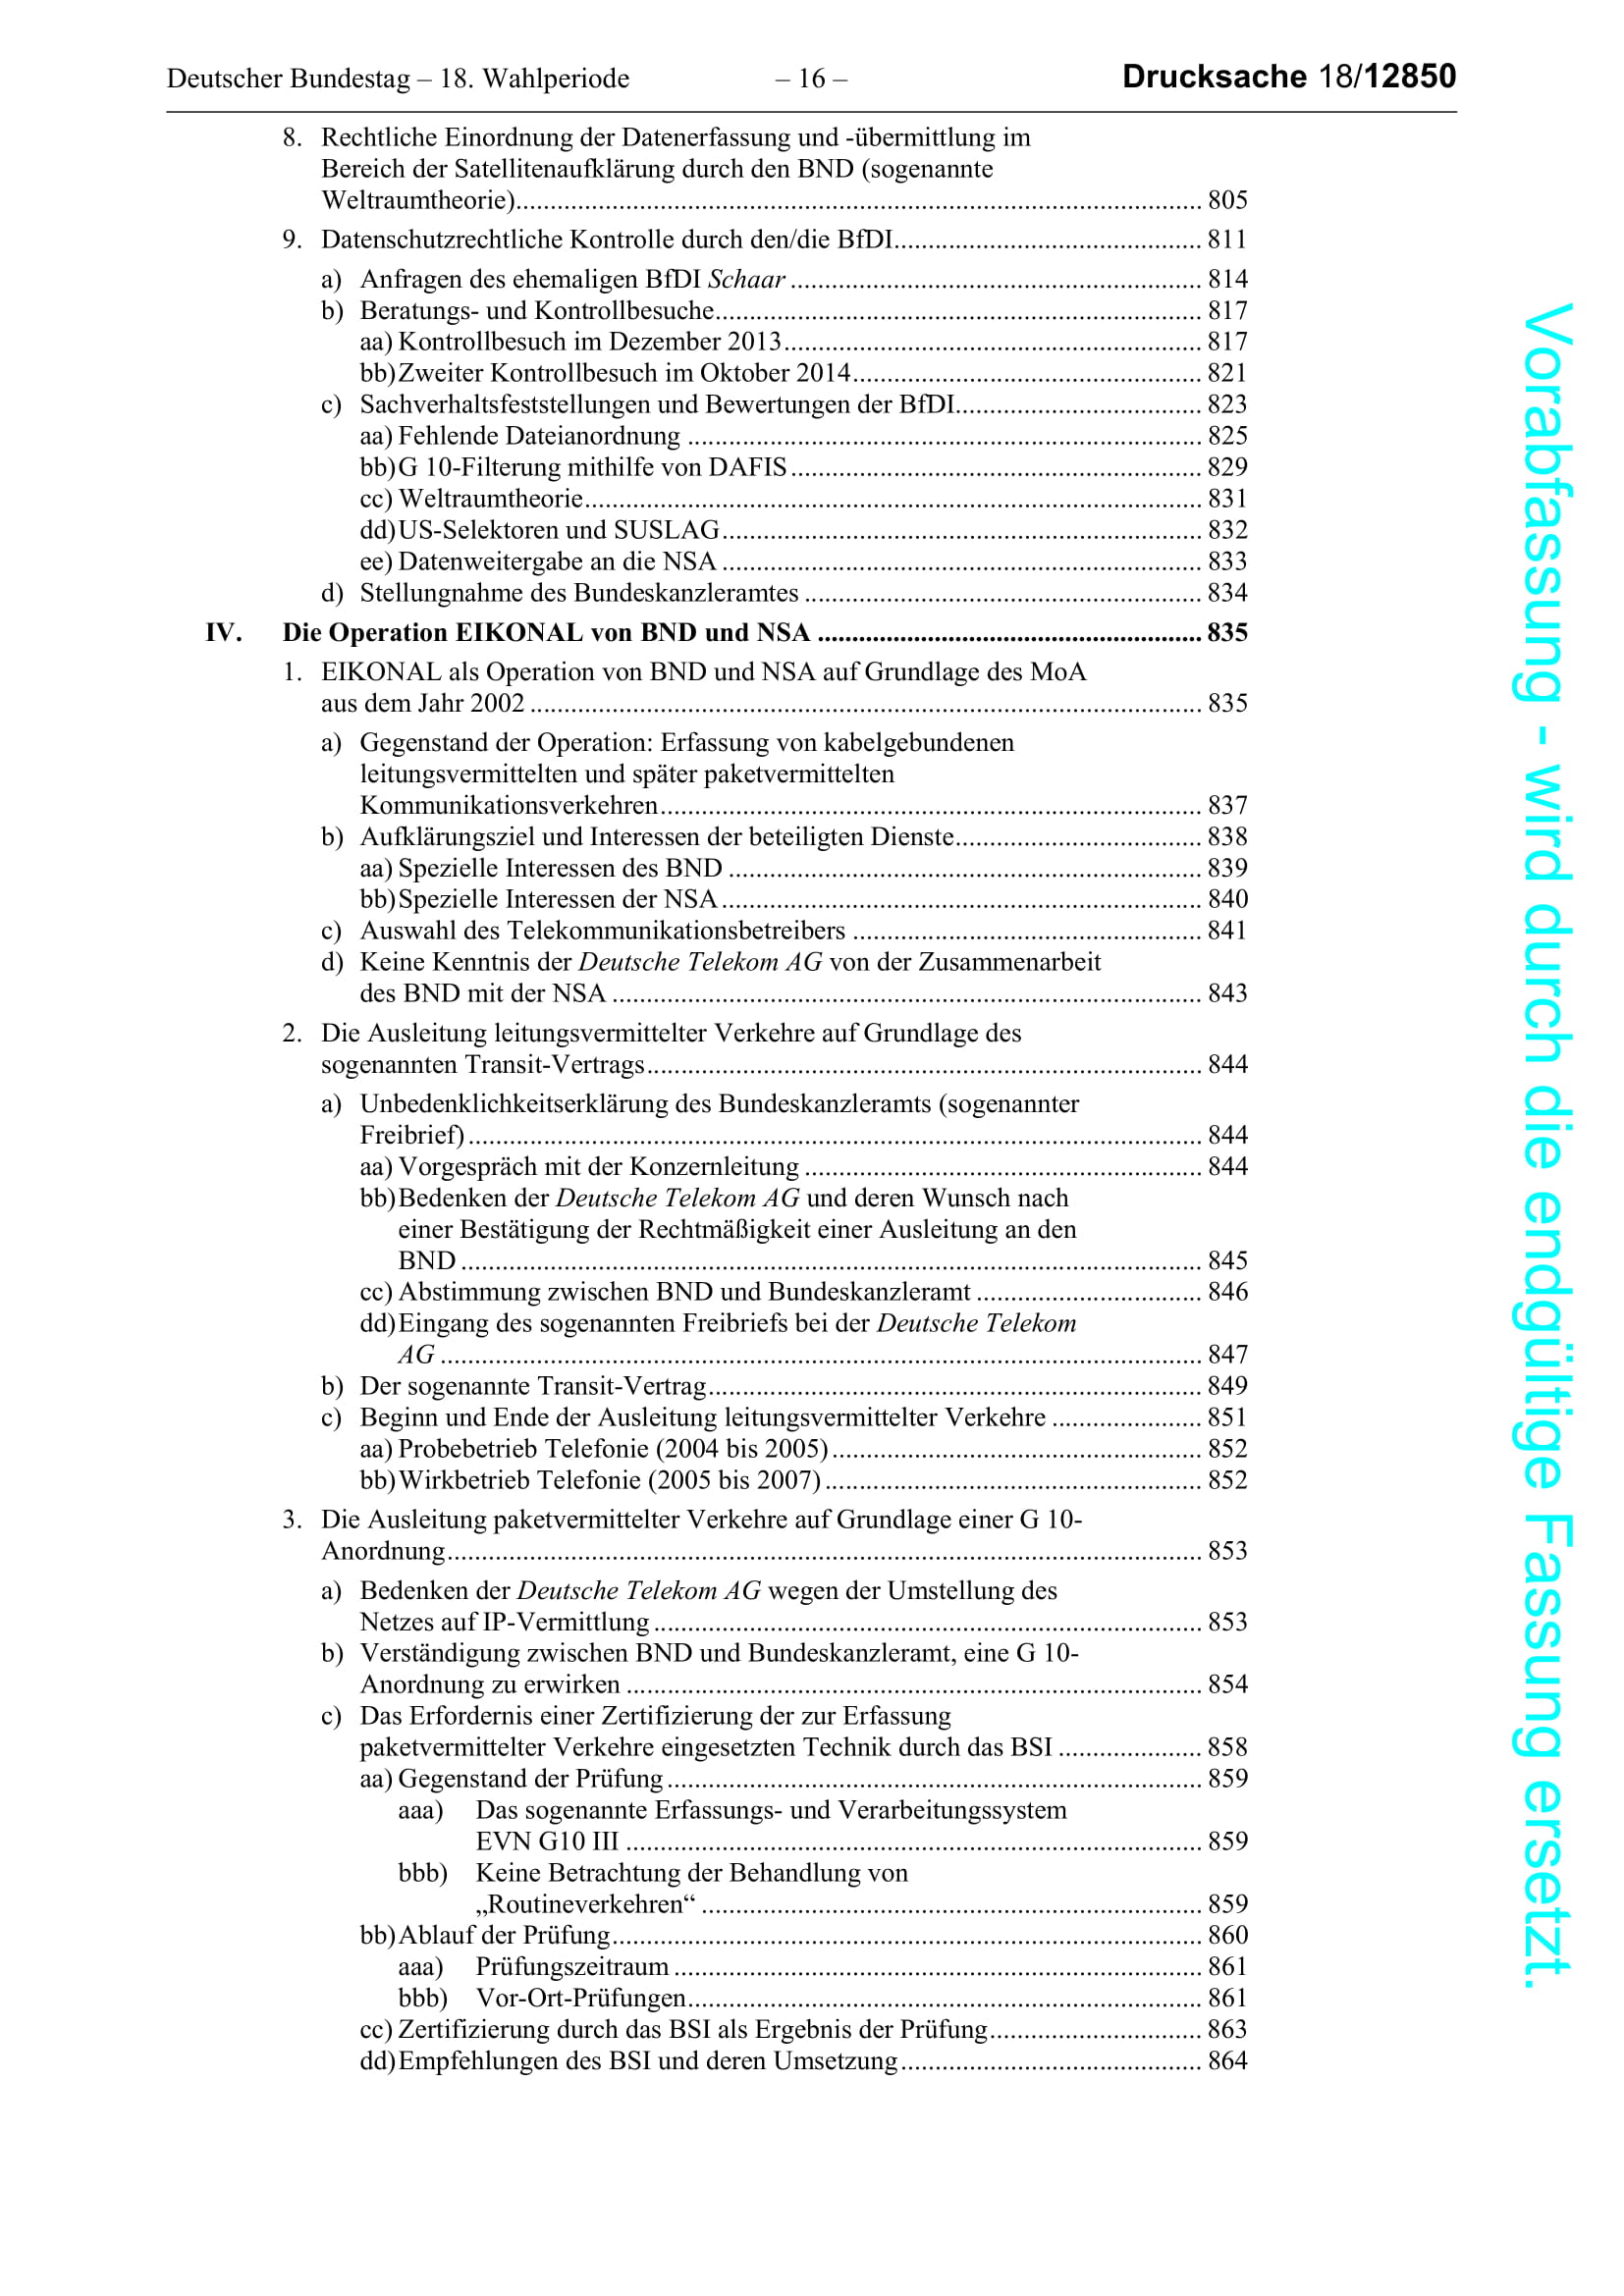 Deutscher Bundestag – 18. Wahlperiode – 16 – Drucksache 18/12850
8. Rechtliche Einordnung der Datenerfassung und -übermittlung im
Bereich der Satellitenaufklärung durch den BND (sogenannte
Weltraumtheorie)........ 805
9. Datenschutzrechtliche Kontrolle durch den/die BfDI........ 811
a) Anfragen des ehemaligen BfDI Schaar ........ 814
b) Beratungs- und Kontrollbesuche........ 817
aa) Kontrollbesuch im Dezember 2013........ 817
bb) Zweiter Kontrollbesuch im Oktober 2014........ 821
c) Sachverhaltsfeststellungen und Bewertungen der BfDI........ 823
aa) Fehlende Dateianordnung ........ 825
bb) G 10-Filterung mithilfe von DAFIS........ 829
cc) Weltraumtheorie........ 831
dd) US-Selektoren und SUSLAG........ 832
ee) Datenweitergabe an die NSA ........ 833
d) Stellungnahme des Bundeskanzleramtes ........ 834
IV. Die Operation EIKONAL von BND und NSA ........ 835
1. EIKONAL als Operation von BND und NSA auf Grundlage des MoA
aus dem Jahr 2002 ........ 835
a) Gegenstand der Operation: Erfassung von kabelgebundenen
leitungsvermittelten und später paketvermittelten
Kommunikationsverkehren........ 837
b) Aufklärungsziel und Interessen der beteiligten Dienste........ 838
aa) Spezielle Interessen des BND ........ 839
bb) Spezielle Interessen der NSA ........ 840
c) Auswahl des Telekommunikationsbetreibers ........ 841
d) Keine Kenntnis der Deutsche Telekom AG von der Zusammenarbeit
des BND mit der NSA ........ 843
2. Die Ausleitung leitungsvermittelter Verkehre auf Grundlage des
sogenannten Transit-Vertrags........ 844
a) Unbedenklichkeitserklärung des Bundeskanzleramts (sogenannter
Freibrief) ........ 844
aa) Vorgespräch mit der Konzernleitung ........ 844
bb) Bedenken der Deutsche Telekom AG und deren Wunsch nach
einer Bestätigung der Rechtmäßigkeit einer Ausleitung an den
BND ........ 845
cc) Abstimmung zwischen BND und Bundeskanzleramt ........ 846
dd) Eingang des sogenannten Freibriefs bei der Deutsche Telekom
AG ........ 847
b) Der sogenannte Transit-Vertrag........ 849
c) Beginn und Ende der Ausleitung leitungsvermittelter Verkehre ........ 851
aa) Probebetrieb Telefonie (2004 bis 2005)........ 852
bb) Wirkbetrieb Telefonie (2005 bis 2007) ........ 852
3. Die Ausleitung paketvermittelter Verkehre auf Grundlage einer G 10-
Anordnung........ 853
a) Bedenken der Deutsche Telekom AG wegen der Umstellung des
Netzes auf IP-Vermittlung ........ 853
b) Verständigung zwischen BND und Bundeskanzleramt, eine G 10-
Anordnung zu erwirken ........ 854
c) Das Erfordernis einer Zertifizierung der zur Erfassung
paketvermittelter Verkehre eingesetzten Technik durch das BSI ........ 858
aa) Gegenstand der Prüfung ........ 859
aaa) Das sogenannte Erfassungs- und Verarbeitungssystem
EVN G10 III ........ 859
bbb) Keine Betrachtung der Behandlung von
„Routineverkehren“ ........ 859
bb) Ablauf der Prüfung........ 860
aaa) Prüfungszeitraum ........ 861
bbb) Vor-Ort-Prüfungen........ 861
cc) Zertifizierung durch das BSI als Ergebnis der Prüfung........ 863
dd) Empfehlungen des BSI und deren Umsetzung ........ 864
Vorabfassung - wird durch die endgültige Fassung ersetzt.